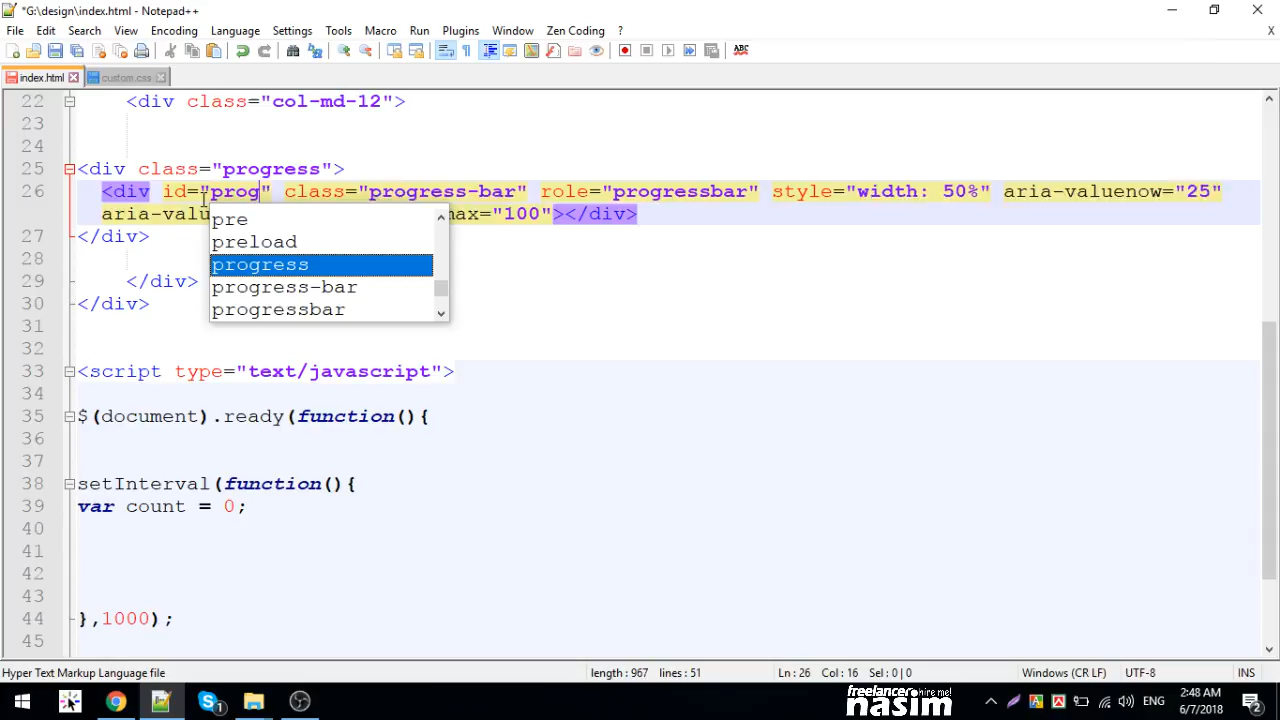 *G:\design\index.html - Notepad++
File Edit Search View Encoding Language Settings Tools Macro Run Plugins Window Zen Coding ?
X
ABC
index.html custom.css
22 <div class="col-md-12">
23
24
25 <div class="progress">
26 <div id="prog" class="progress-bar" role="progressbar" style="width: 50%" aria-valuenow="25"
aria-valu max="100"></div>
pre
preload
progress
progress-bar
progressbar
27 </div>
28
29 </div>
30 </div>
31
32
33 <script type="text/javascript">
34
35 $(document).ready(function(){
36
37
38 setInterval(function(){
39 var count = 0;
40
41
42
43
44 },1000);
45
Hyper Text Markup Language file length : 967 lines : 51 Ln : 26 Col : 16 Sel : 0 | 0 Windows (CR LF) UTF-8 INS
1
freelancer hire me!
nasim
ENG
2:48 AM
6/7/2018
2